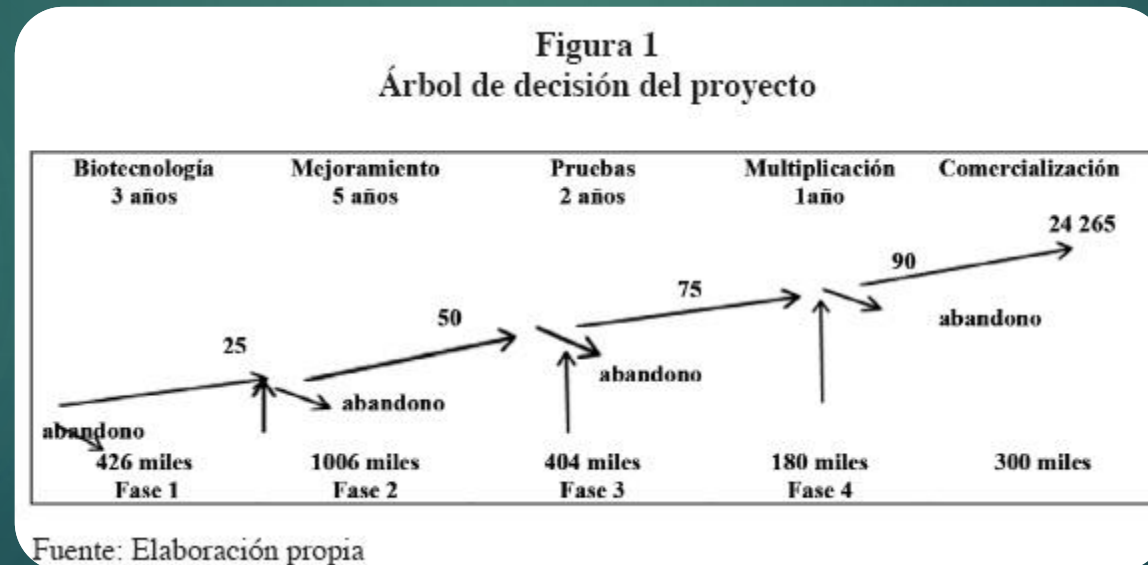 Figura 1
Árbol de decisión del proyecto
Biotecnología Mejoramiento Pruebas Multiplicación Comercialización
3 años 5 años 2 años 1año
24 265
90
75
50
25
abandono
abandono
abandono
abandono
426 miles 1006 miles 404 miles 180 miles 300 miles
Fase 1 Fase 2 Fase 3 Fase 4
Fuente: Elaboración propia